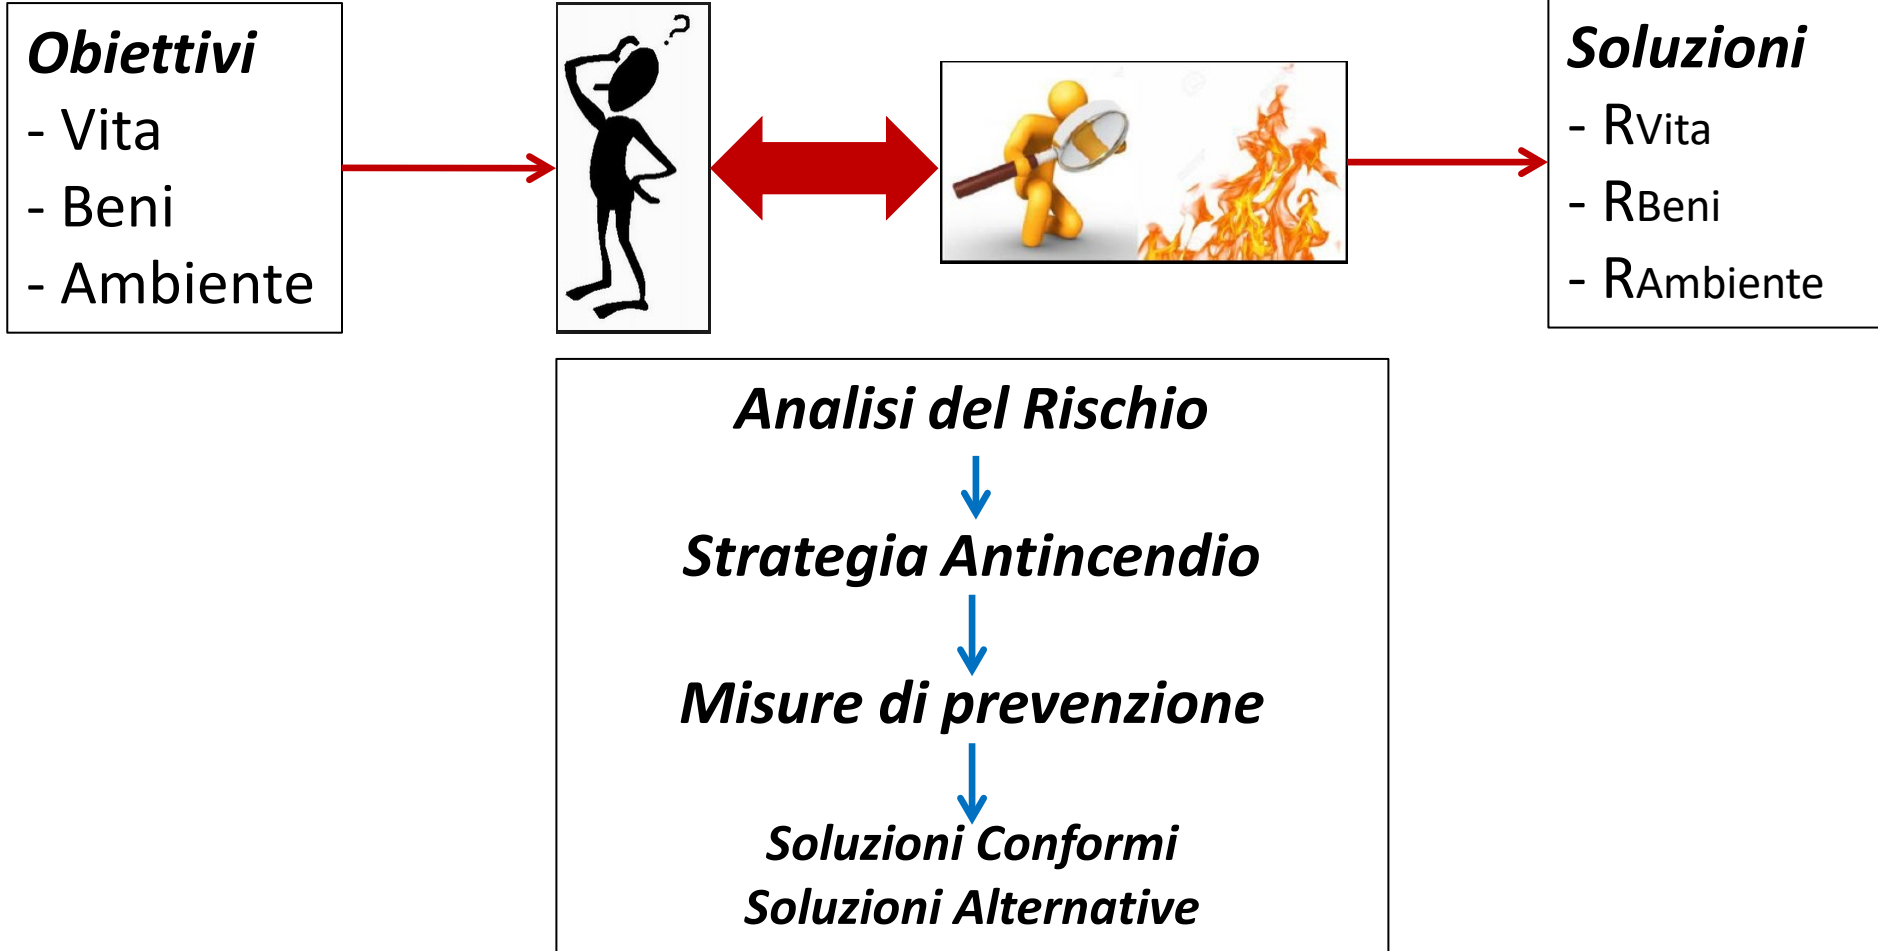 Obiettivi
- Vita
- Beni
- Ambiente
?
Soluzioni
- RVita
- RBeni
- RAmbiente
Analisi del Rischio
Strategia Antincendio
Misure di prevenzione
Soluzioni Conformi
Soluzioni Alternative